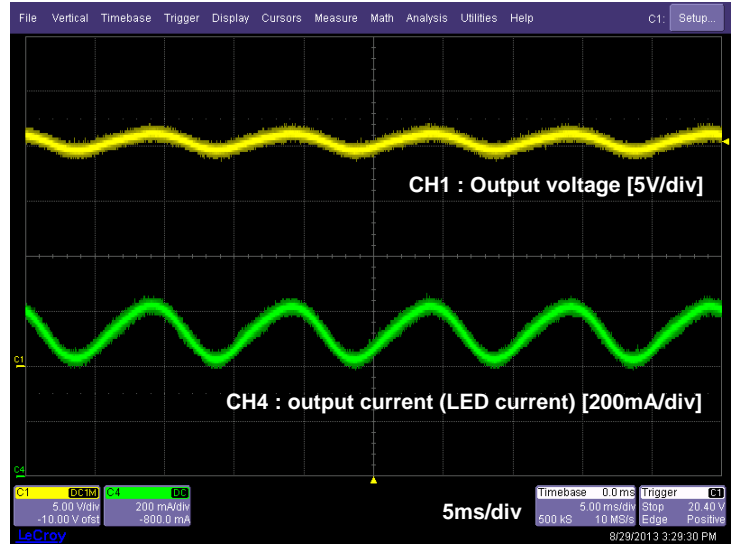 File Vertical Timebase Trigger Display Cursors Measure Math Analysis Utilities Help C1: Setup...
CH1 : Output voltage [5V/div]
C1
CH4 : output current (LED current) [200mA/div]
C4
C1 DC1M C4 DC Timebase 0.0 ms Trigger C1
5.00 V/div 200 mA/div 5ms/div 5.00 ms/div Stop 20.40 V
-10.00 V ofst -800.0 mA 500 kS 10 MS/s Edge Positive
LeCroy 8/29/2013 3:29:30 PM